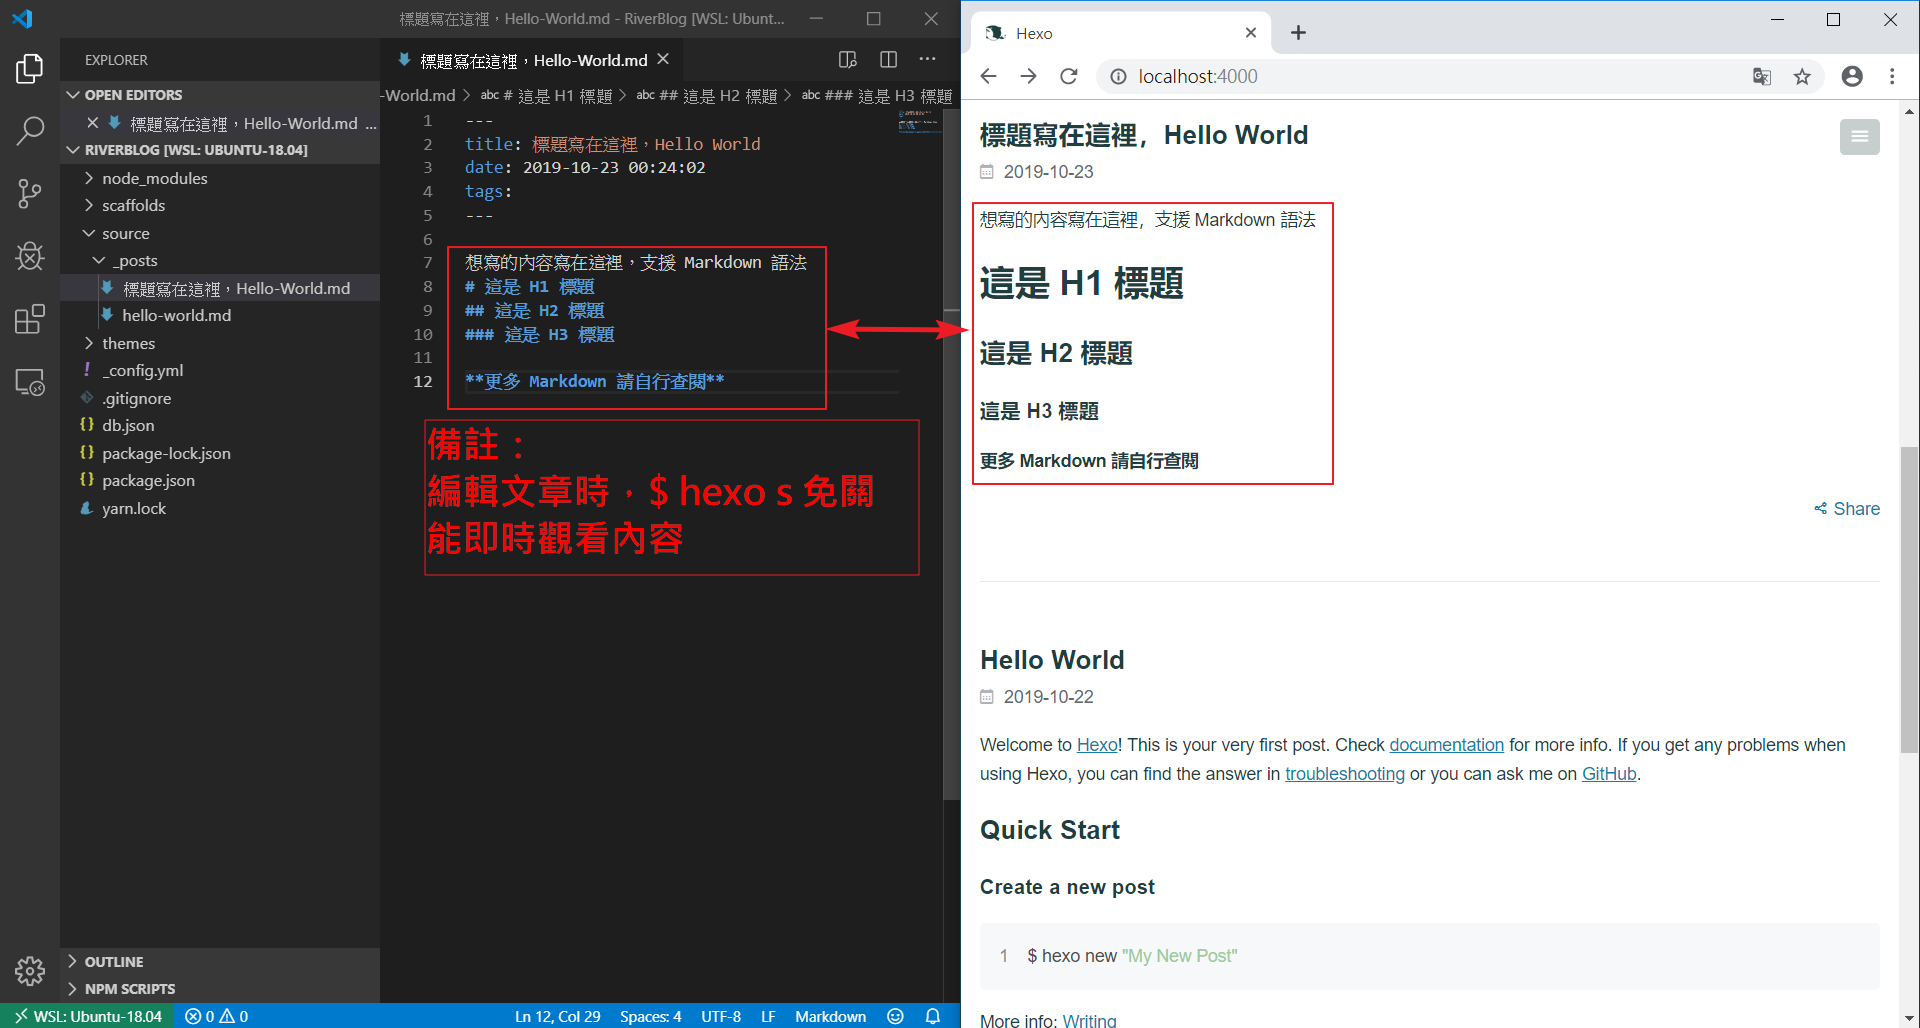 標題寫在這裡，Hello-World.md - RiverBlog [WSL: Ubunt...
EXPLORER
OPEN EDITORS
標題寫在這裡，Hello-World.md ...
RIVERBLOG [WSL: UBUNTU-18.04]
node_modules
scaffolds
source
_posts
標題寫在這裡，Hello-World.md
hello-world.md
themes
_config.yml
.gitignore
db.json
package-lock.json
package.json
yarn.lock
OUTLINE
NPM SCRIPTS
標題寫在這裡，Hello-World.md
-World.md > abc # 這是 H1 標題 > abc ## 這是 H2 標題 > abc ### 這是 H3 標題
1 ---
2 title: 標題寫在這裡，Hello World
3 date: 2019-10-23 00:24:02
4 tags:
5 ---
6
7 想寫的內容寫在這裡，支援 Markdown 語法
8 # 這是 H1 標題
9 ## 這是 H2 標題
10 ### 這是 H3 標題
11
12 **更多 Markdown 請自行查閱**
備註：
編輯文章時，$ hexo s 免關
能即時觀看內容
WSL: Ubuntu-18.04 0 0 Ln 12, Col 29 Spaces: 4 UTF-8 LF Markdown
Hexo
localhost:4000
標題寫在這裡，Hello World
2019-10-23
想寫的內容寫在這裡，支援 Markdown 語法
這是 H1 標題
這是 H2 標題
這是 H3 標題
更多 Markdown 請自行查閱
Share
Hello World
2019-10-22
Welcome to Hexo! This is your very first post. Check documentation for more info. If you get any problems when
using Hexo, you can find the answer in troubleshooting or you can ask me on GitHub.
Quick Start
Create a new post
1 $ hexo new "My New Post"
More info: Writing